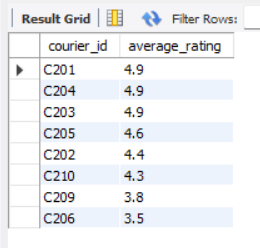 Result Grid Filter Rows:
courier_id average_rating
C201 4.9
C204 4.9
C203 4.9
C205 4.6
C202 4.4
C210 4.3
C209 3.8
C206 3.5